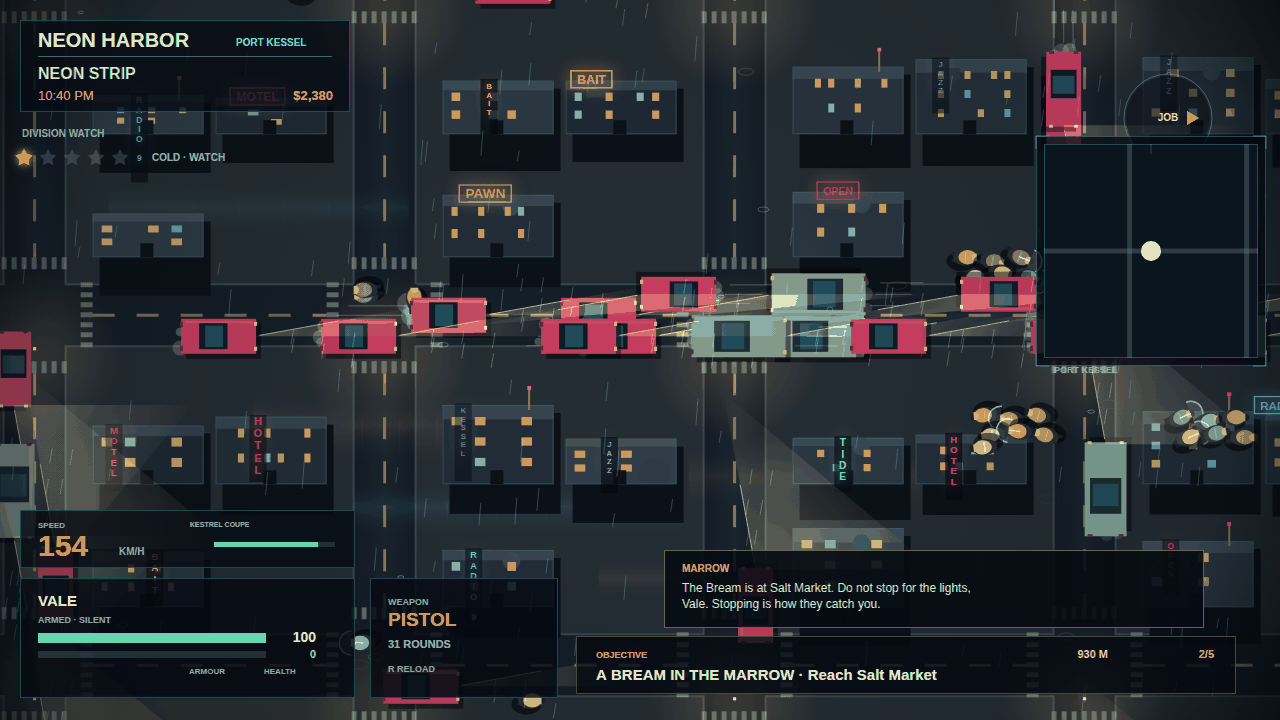 NEON HARBOR
PORT KESSEL
NEON STRIP
10:40 PM
$2,380
MOTEL
DIVISION WATCH
COLD · WATCH
RADIO 9
BAIT
BAIT
JAZZ
JAZZ
JOB
PAWN
OPEN
PORT KESSEL
RAD
MOTEL
HOTEL
KESSEL
JAZZ
TIDE
HOTEL
SPEED
154
KM/H
KESTREL COUPE
VALE
ARMED · SILENT
100
0
ARMOUR
HEALTH
RADIO
WEAPON
PISTOL
31 ROUNDS
R RELOAD
MARROW
The Bream is at Salt Market. Do not stop for the lights,
Vale. Stopping is how they catch you.
OBJECTIVE
930 M
2/5
A BREAM IN THE MARROW · Reach Salt Market